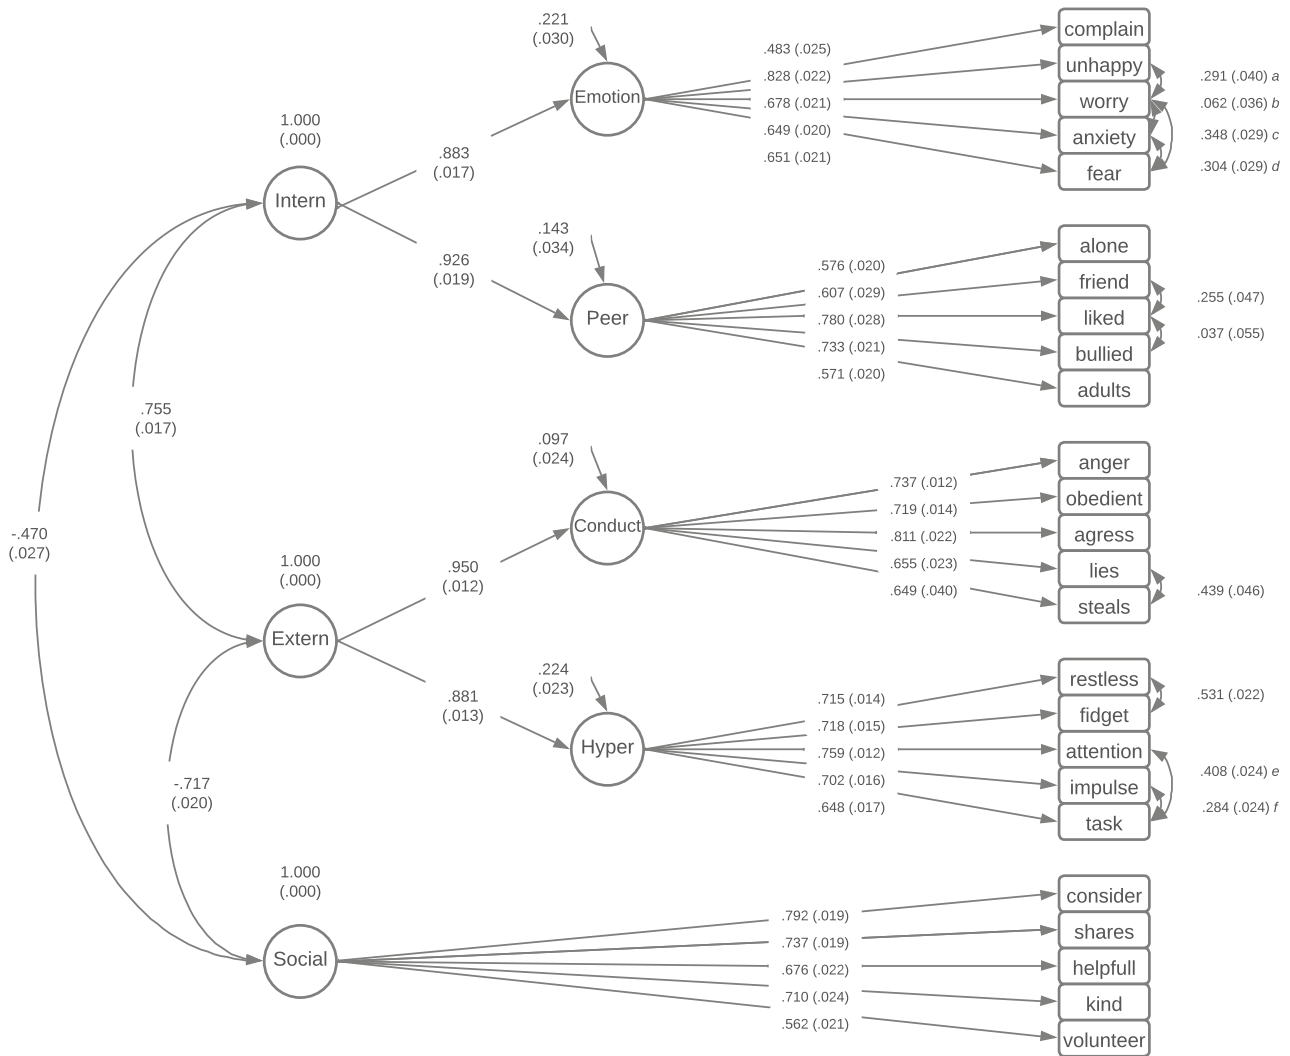 .221
(.030)
Emotion
.483 (.025)
.828 (.022)
.678 (.021)
.649 (.020)
.651 (.021)
complain
unhappy
worry
anxiety
fear
.291 (.040) a
.062 (.036) b
.348 (.029) c
.304 (.029) d
1.000
(.000)
Intern
.883
(.017)
.926
(.019)
.143
(.034)
Peer
.576 (.020)
.607 (.029)
.780 (.028)
.733 (.021)
.571 (.020)
alone
friend
liked
bullied
adults
.255 (.047)
.037 (.055)
.755
(.017)
-.470
(.027)
.097
(.024)
Conduct
.737 (.012)
.719 (.014)
.811 (.022)
.655 (.023)
.649 (.040)
anger
obedient
agress
lies
steals
.439 (.046)
1.000
(.000)
Extern
.950
(.012)
.881
(.013)
.224
(.023)
Hyper
.715 (.014)
.718 (.015)
.759 (.012)
.702 (.016)
.648 (.017)
restless
fidget
attention
impulse
task
.531 (.022)
.408 (.024) e
.284 (.024) f
-.717
(.020)
1.000
(.000)
Social
.792 (.019)
.737 (.019)
.676 (.022)
.710 (.024)
.562 (.021)
consider
shares
helpfull
kind
volunteer